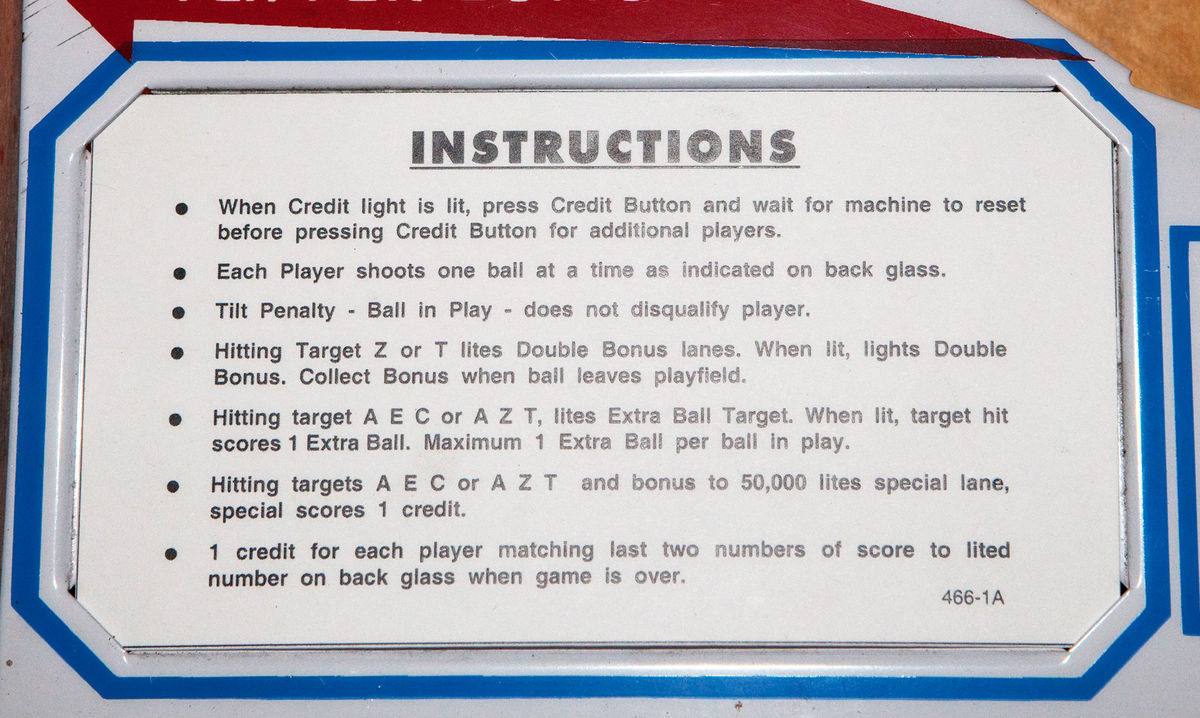 INSTRUCTIONS
● When Credit light is lit, press Credit Button and wait for machine to reset
before pressing Credit Button for additional players.
● Each Player shoots one ball at a time as indicated on back glass.
● Tilt Penalty - Ball in Play - does not disqualify player.
● Hitting Target Z or T lites Double Bonus lanes. When lit, lights Double
Bonus. Collect Bonus when ball leaves playfield.
● Hitting target A E C or A Z T, lites Extra Ball Target. When lit, target hit
scores 1 Extra Ball. Maximum 1 Extra Ball per ball in play.
● Hitting targets A E C or A Z T and bonus to 50,000 lites special lane,
special scores 1 credit.
● 1 credit for each player matching last two numbers of score to lited
number on back glass when game is over.
466-1A